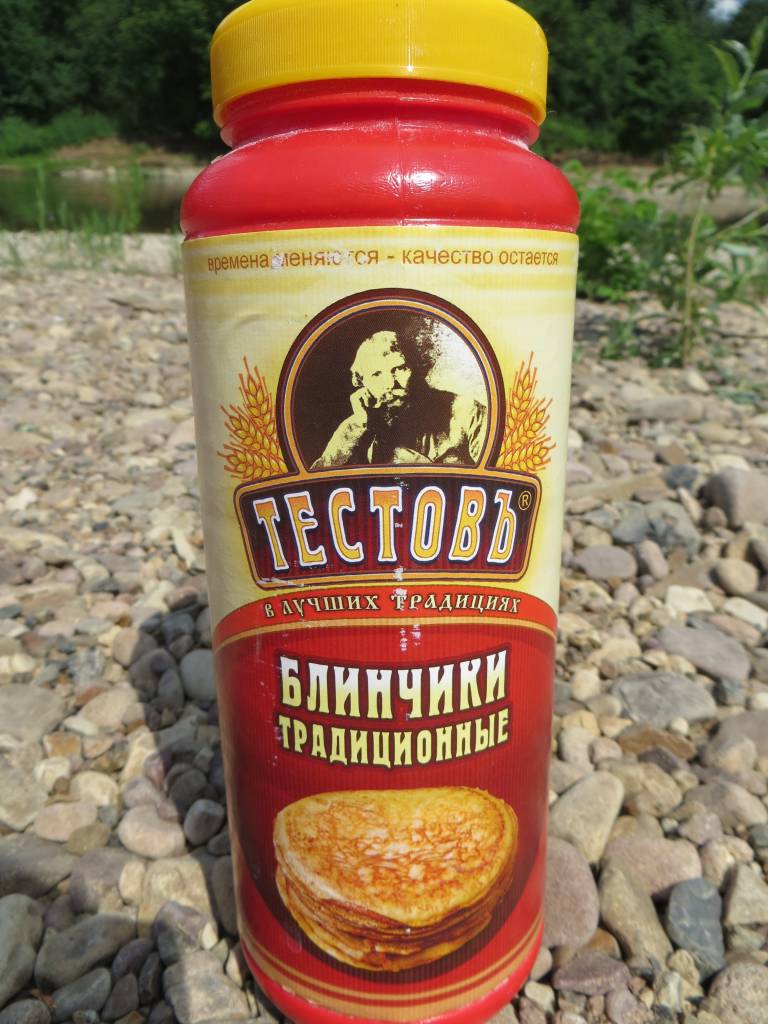 времена меняются - качество остается
ТЕСТОВЪ®
В ЛУЧШИХ ТРАДИЦИЯХ
БЛИНЧИКИ
ТРАДИЦИОННЫЕ